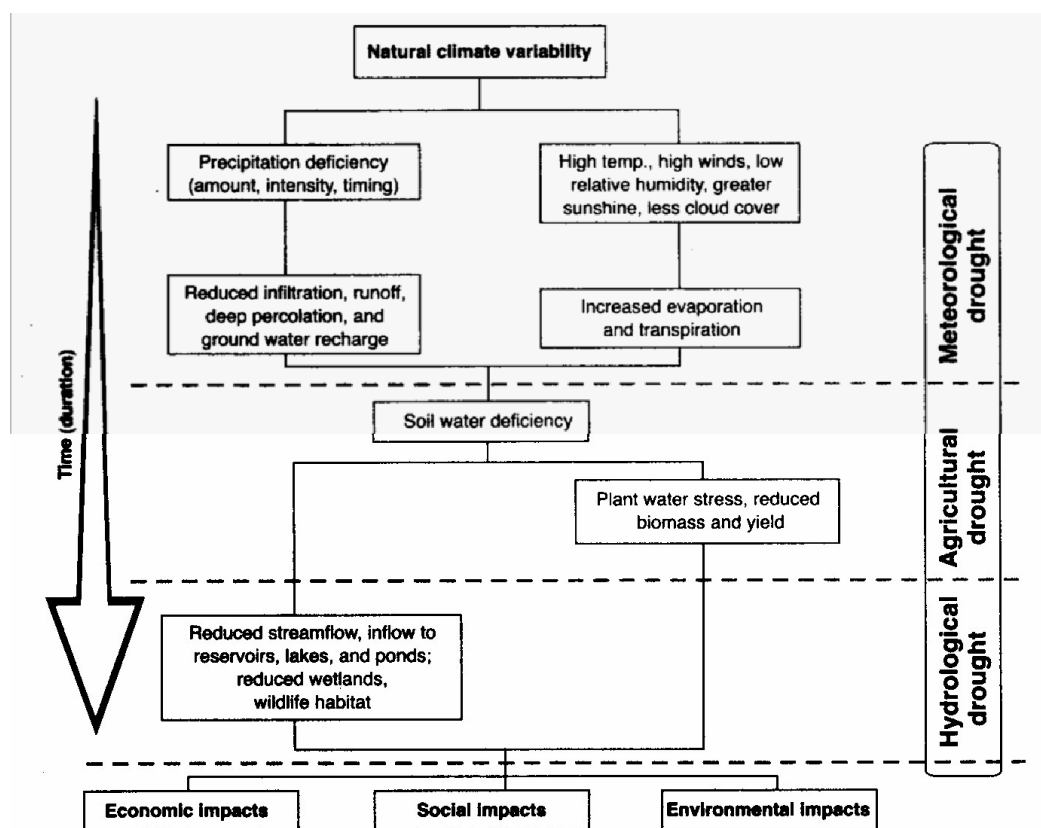 Natural climate variability
Precipitation deficiency
(amount, intensity, timing)
High temp., high winds, low
relative humidity, greater
sunshine, less cloud cover
Reduced infiltration, runoff,
deep percolation, and
ground water recharge
Increased evaporation
and transpiration
Meteorological
drought
Time (duration)
Soil water deficiency
Plant water stress, reduced
biomass and yield
Agricultural
drought
Reduced streamflow, inflow to
reservoirs, lakes, and ponds;
reduced wetlands,
wildlife habitat
Hydrological
drought
Economic impacts
Social impacts
Environmental impacts